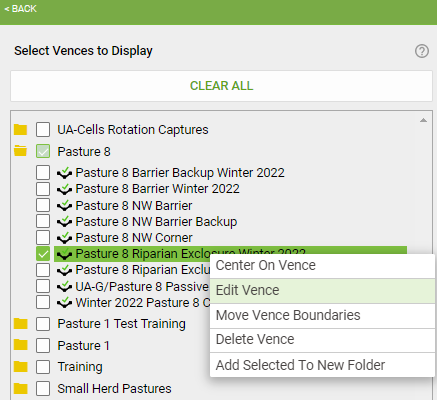 < BACK
Select Vences to Display
?
CLEAR ALL
UA-Cells Rotation Captures
Pasture 8
Pasture 8 Barrier Backup Winter 2022
Pasture 8 Barrier Winter 2022
Pasture 8 NW Barrier
Pasture 8 NW Barrier Backup
Pasture 8 NW Corner
Pasture 8 Riparian Exclosure Winter 2022
Pasture 8 Riparian Exclu
UA-G/Pasture 8 Passive
Winter 2022 Pasture 8 C
Pasture 1 Test Training
Pasture 1
Training
Small Herd Pastures
Center On Vence
Edit Vence
Move Vence Boundaries
Delete Vence
Add Selected To New Folder